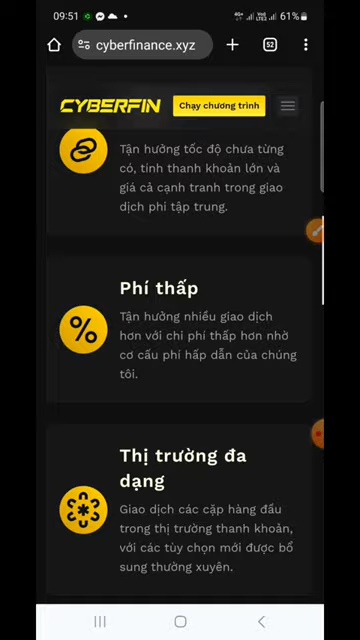 09:51
61%
cyberfinance.xyz
52
CYBERFIN
Chạy chương trình
Tận hưởng tốc độ chưa từng
có, tính thanh khoản lớn và
giá cả cạnh tranh trong giao
dịch phi tập trung.
Phí thấp
Tận hưởng nhiều giao dịch
hơn với chi phí thấp hơn nhờ
cơ cấu phí hấp dẫn của chúng
tôi.
Thị trường đa
dạng
Giao dịch các cặp hàng đầu
trong thị trường thanh khoản,
với các tùy chọn mới được bổ
sung thường xuyên.